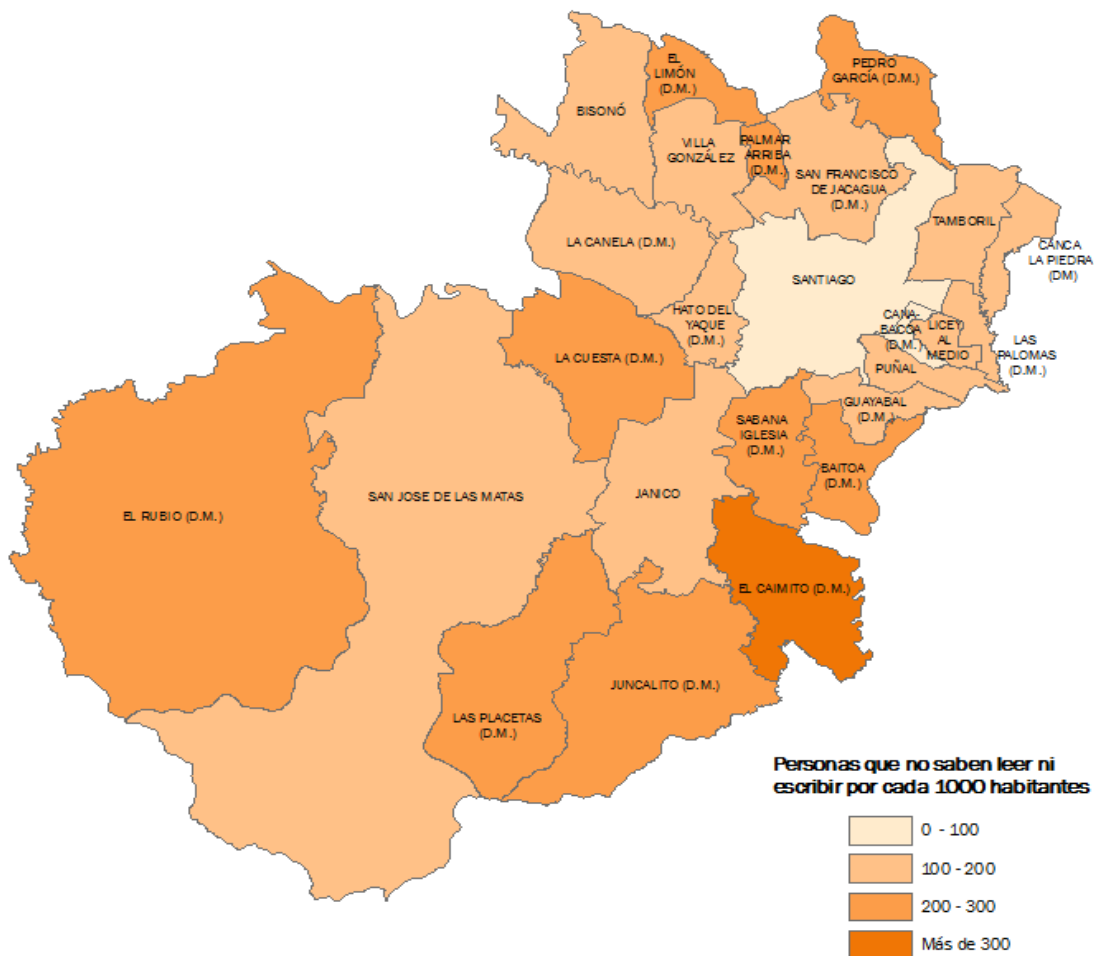 EL
LIMÓN
(D.M.)
PEDRO
GARCÍA (D.M.)
BISONÓ
VILLA
GONZÁLEZ
PALMAR
ARRIBA
(D.M.)
SAN FRANCISCO
DE JACAGUA
(D.M.)
TAMBORIL
CANCA
LA PIEDRA
(DM)
LA CANELA (D.M.)
SANTIAGO
HATO DEL
YAQUE
(D.M.)
CANA-
BACOA
(D.M.)
LICEY
AL
MEDIO
LAS
PALOMAS
(D.M.)
LA CUESTA (D.M.)
PUÑAL
GUAYABAL
(D.M.)
SABANA
IGLESIA
(D.M.)
BAITOA
(D.M.)
SAN JOSE DE LAS MATAS
JANICO
EL RUBIO (D.M.)
EL CAIMITO (D.M.)
JUNCALITO (D.M.)
LAS PLACETAS
(D.M.)
Personas que no saben leer ni
escribir por cada 1000 habitantes
0 - 100
100 - 200
200 - 300
Más de 300